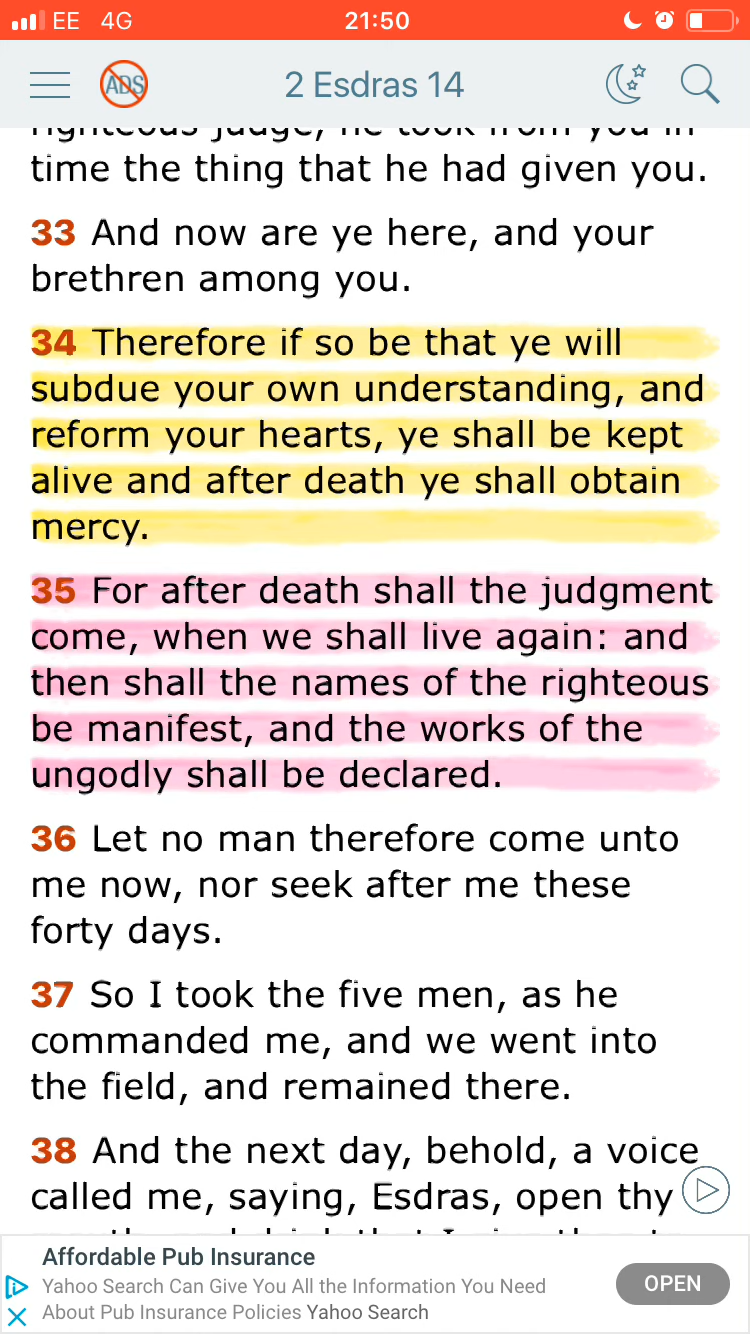 EE 4G 21:50
ADS 2 Esdras 14
righteous judge, he took from you in
time the thing that he had given you.
33 And now are ye here, and your
brethren among you.
34 Therefore if so be that ye will
subdue your own understanding, and
reform your hearts, ye shall be kept
alive and after death ye shall obtain
mercy.
35 For after death shall the judgment
come, when we shall live again: and
then shall the names of the righteous
be manifest, and the works of the
ungodly shall be declared.
36 Let no man therefore come unto
me now, nor seek after me these
forty days.
37 So I took the five men, as he
commanded me, and we went into
the field, and remained there.
38 And the next day, behold, a voice
called me, saying, Esdras, open thy
Affordable Pub Insurance
Yahoo Search Can Give You All the Information You Need
About Pub Insurance Policies Yahoo Search
OPEN